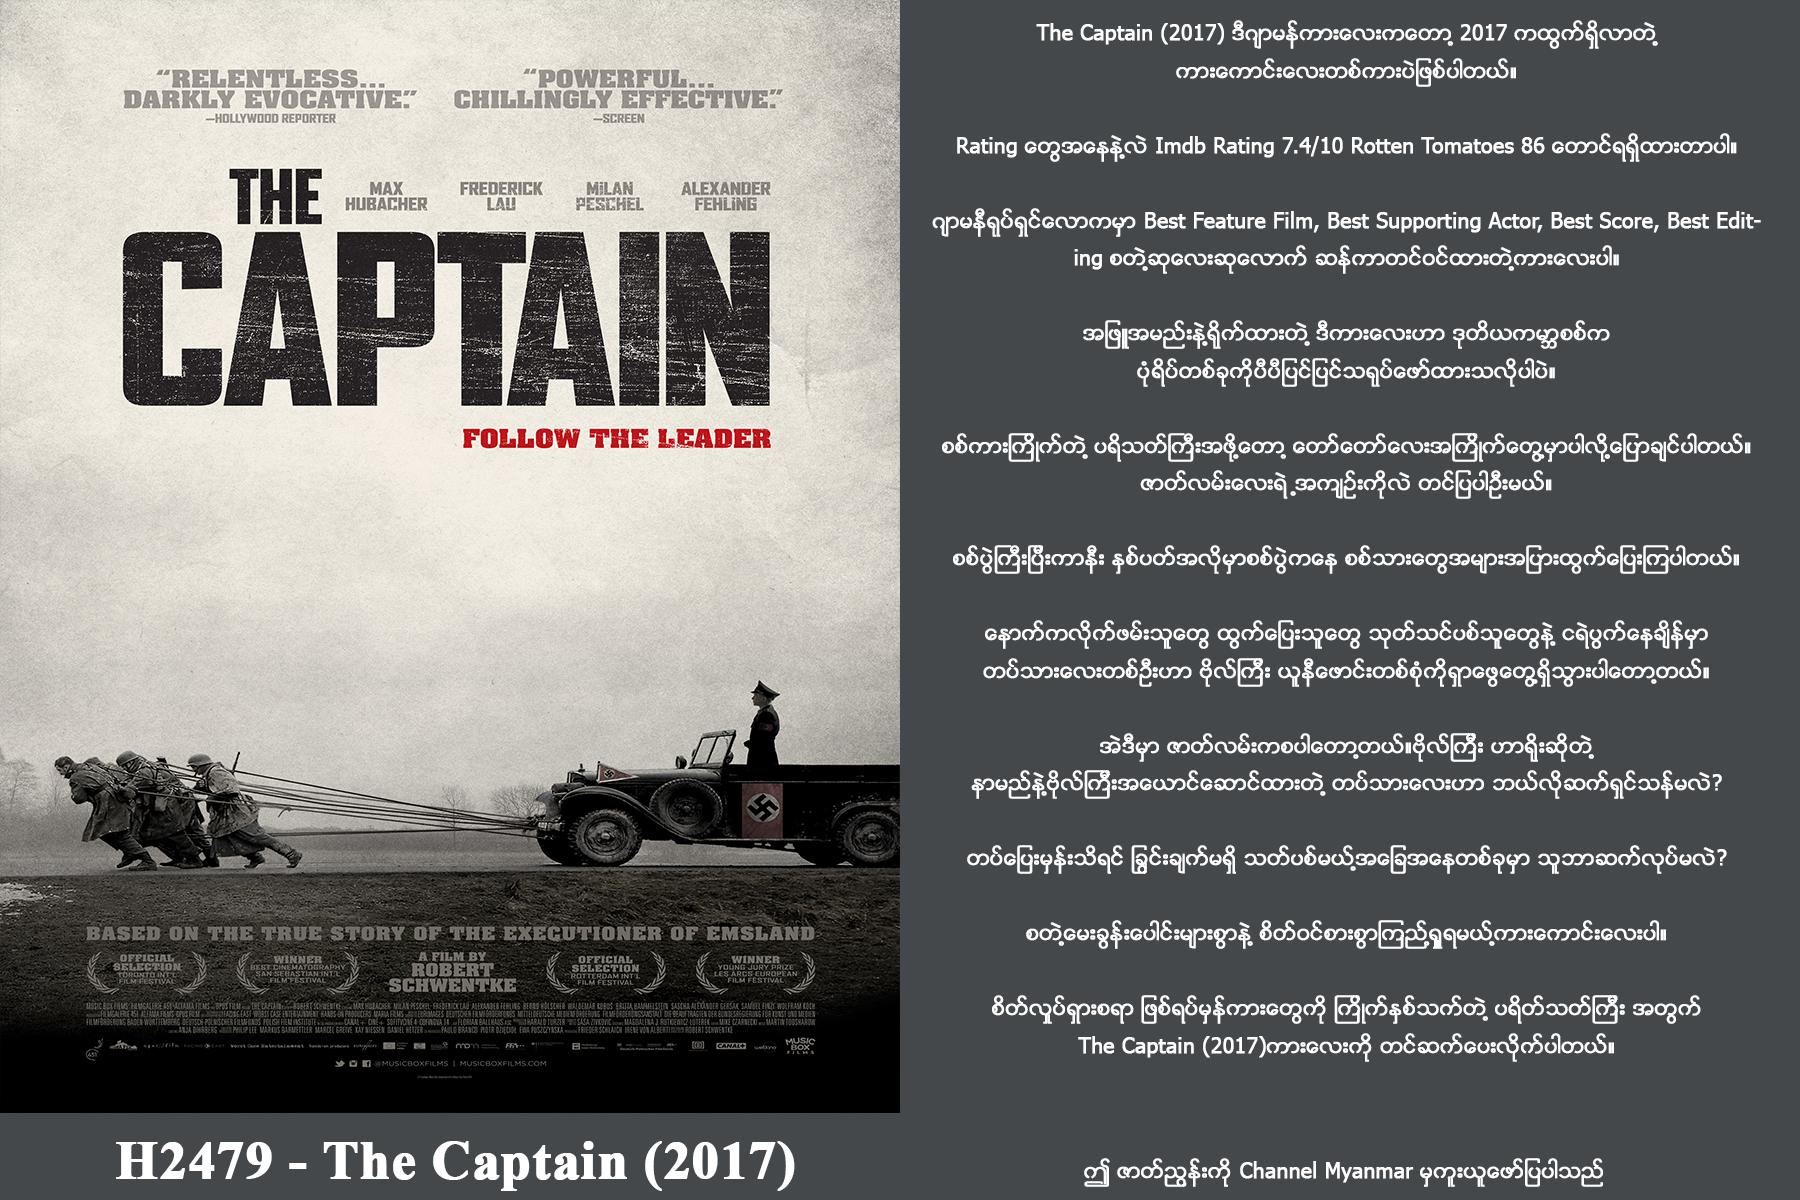 “RELENTLESS...
DARKLY EVOCATIVE.”
—HOLLYWOOD REPORTER
“POWERFUL...
CHILLINGLY EFFECTIVE.”
—SCREEN
THE
MAX
HUBACHER
FREDERICK
LAU
MILAN
PESCHEL
ALEXANDER
FEHLING
CAPTAIN
FOLLOW THE LEADER
BASED ON THE TRUE STORY OF THE EXECUTIONER OF EMSLAND
OFFICIAL
SELECTION
TORONTO INT'L
FILM FESTIVAL
WINNER
BEST CINEMATOGRAPHY
SAN SEBASTIAN INT'L
FILM FESTIVAL
A FILM BY
ROBERT
SCHWENTKE
OFFICIAL
SELECTION
ROTTERDAM INT'L
FILM FESTIVAL
WINNER
YOUNG JURY PRIZE
LES ARCS EUROPEAN
FILM FESTIVAL
CANAL+
MUSIC
BOX
FILMS
@MUSICBOXFILMS | MUSICBOXFILMS.COM
H2479 - The Captain (2017)
The Captain (2017) ဒီဂျာမန်ကားလေးကတော့ 2017 ကထွက်ရှိလာတဲ့
ကားကောင်းလေးတစ်ကားပဲဖြစ်ပါတယ်။
Rating တွေအနေနဲ့လဲ Imdb Rating 7.4/10 Rotten Tomatoes 86 တောင်ရရှိထားတာပါ။
ဂျာမနီရုပ်ရှင်လောကမှာ Best Feature Film, Best Supporting Actor, Best Score, Best Edit-
ing စတဲ့ဆုလေးဆုလောက် ဆန်ကာတင်ဝင်ထားတဲ့ကားလေးပါ။
အဖြူအမည်းနဲ့ရိုက်ထားတဲ့ ဒီကားလေးဟာ ဒုတိယကမ္ဘာစစ်က
ပုံရိပ်တစ်ခုကိုပီပီပြင်ပြင်သရုပ်ဖော်ထားသလိုပါပဲ။
စစ်ကားကြိုက်တဲ့ ပရိသတ်ကြီးအဖို့တော့ တော်တော်လေးအကြိုက်တွေ့မှာပါလို့ပြောချင်ပါတယ်။
ဇာတ်လမ်းလေးရဲ့အကျဉ်းကိုလဲ တင်ပြပါဦးမယ်။
စစ်ပွဲကြီးပြီးကာနီး နှစ်ပတ်အလိုမှာစစ်ပွဲကနေ စစ်သားတွေအများအပြားထွက်ပြေးကြပါတယ်။
နောက်ကလိုက်ဖမ်းသူတွေ ထွက်ပြေးသူတွေ သုတ်သင်ပစ်သူတွေနဲ့ ငရဲပွက်နေချိန်မှာ
တပ်သားလေးတစ်ဦးဟာ ဗိုလ်ကြီး ယူနီဖောင်းတစ်စုံကိုရှာဖွေတွေ့ရှိသွားပါတော့တယ်။
အဲဒီမှာ ဇာတ်လမ်းကစပါတော့တယ်။ဗိုလ်ကြီး ဟာရိုးဆိုတဲ့
နာမည်နဲ့ဗိုလ်ကြီးအယောင်ဆောင်ထားတဲ့ တပ်သားလေးဟာ ဘယ်လိုဆက်ရှင်သန်မလဲ?
တပ်ပြေးမှန်းသိရင် ခြွင်းချက်မရှိ သတ်ပစ်မယ့်အခြေအနေတစ်ခုမှာ သူဘာဆက်လုပ်မလဲ?
စတဲ့မေးခွန်းပေါင်းများစွာနဲ့ စိတ်ဝင်စားစွာကြည့်ရှုရမယ့်ကားကောင်းလေးပါ။
စိတ်လှုပ်ရှားစရာ ဖြစ်ရပ်မှန်ကားတွေကို ကြိုက်နှစ်သက်တဲ့ ပရိတ်သတ်ကြီး အတွက်
The Captain (2017)ကားလေးကို တင်ဆက်ပေးလိုက်ပါတယ်။
ဤ ဇာတ်ညွှန်းကို Channel Myanmar မှကူးယူဖော်ပြပါသည်